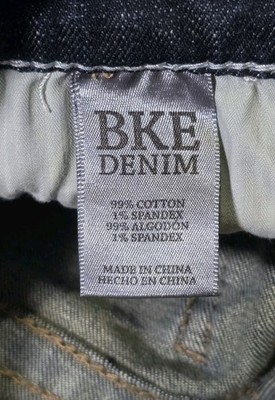 BKE
DENIM
99% COTTON
1% SPANDEX
99% ALGODÓN
1% SPANDEX
MADE IN CHINA
HECHO EN CHINA